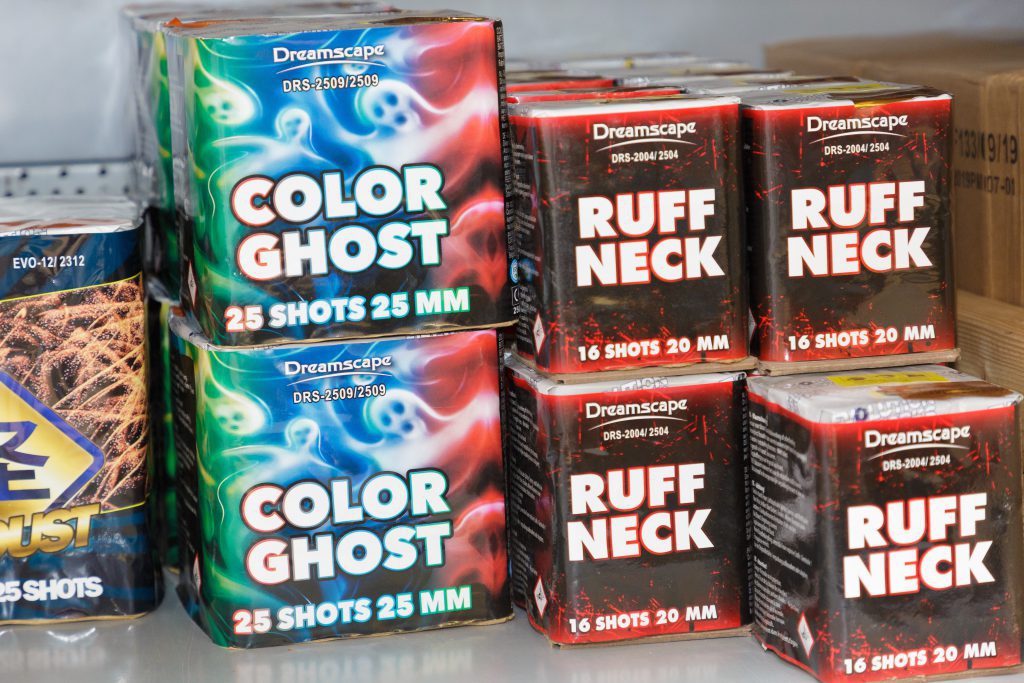 EVO-12/ 2312
UST
25 SHOTS
Dreamscape
DRS-2509/2509
COLOR
GHOST
25 SHOTS 25 MM
Dreamscape
DRS-2509/2509
COLOR
GHOST
25 SHOTS 25 MM
Dreamscape
DRS-2004/ 2504
RUFF
NECK
16 SHOTS 20 MM
Dreamscape
DRS-2004/ 2504
RUFF
NECK
16 SHOTS 20 MM
Dreamscape
DRS-2004/ 2504
RUFF
NECK
16 SHOTS 20 MM
Dreamscape
DRS-2004/ 2504
RUFF
NECK
16 SHOTS 20 MM